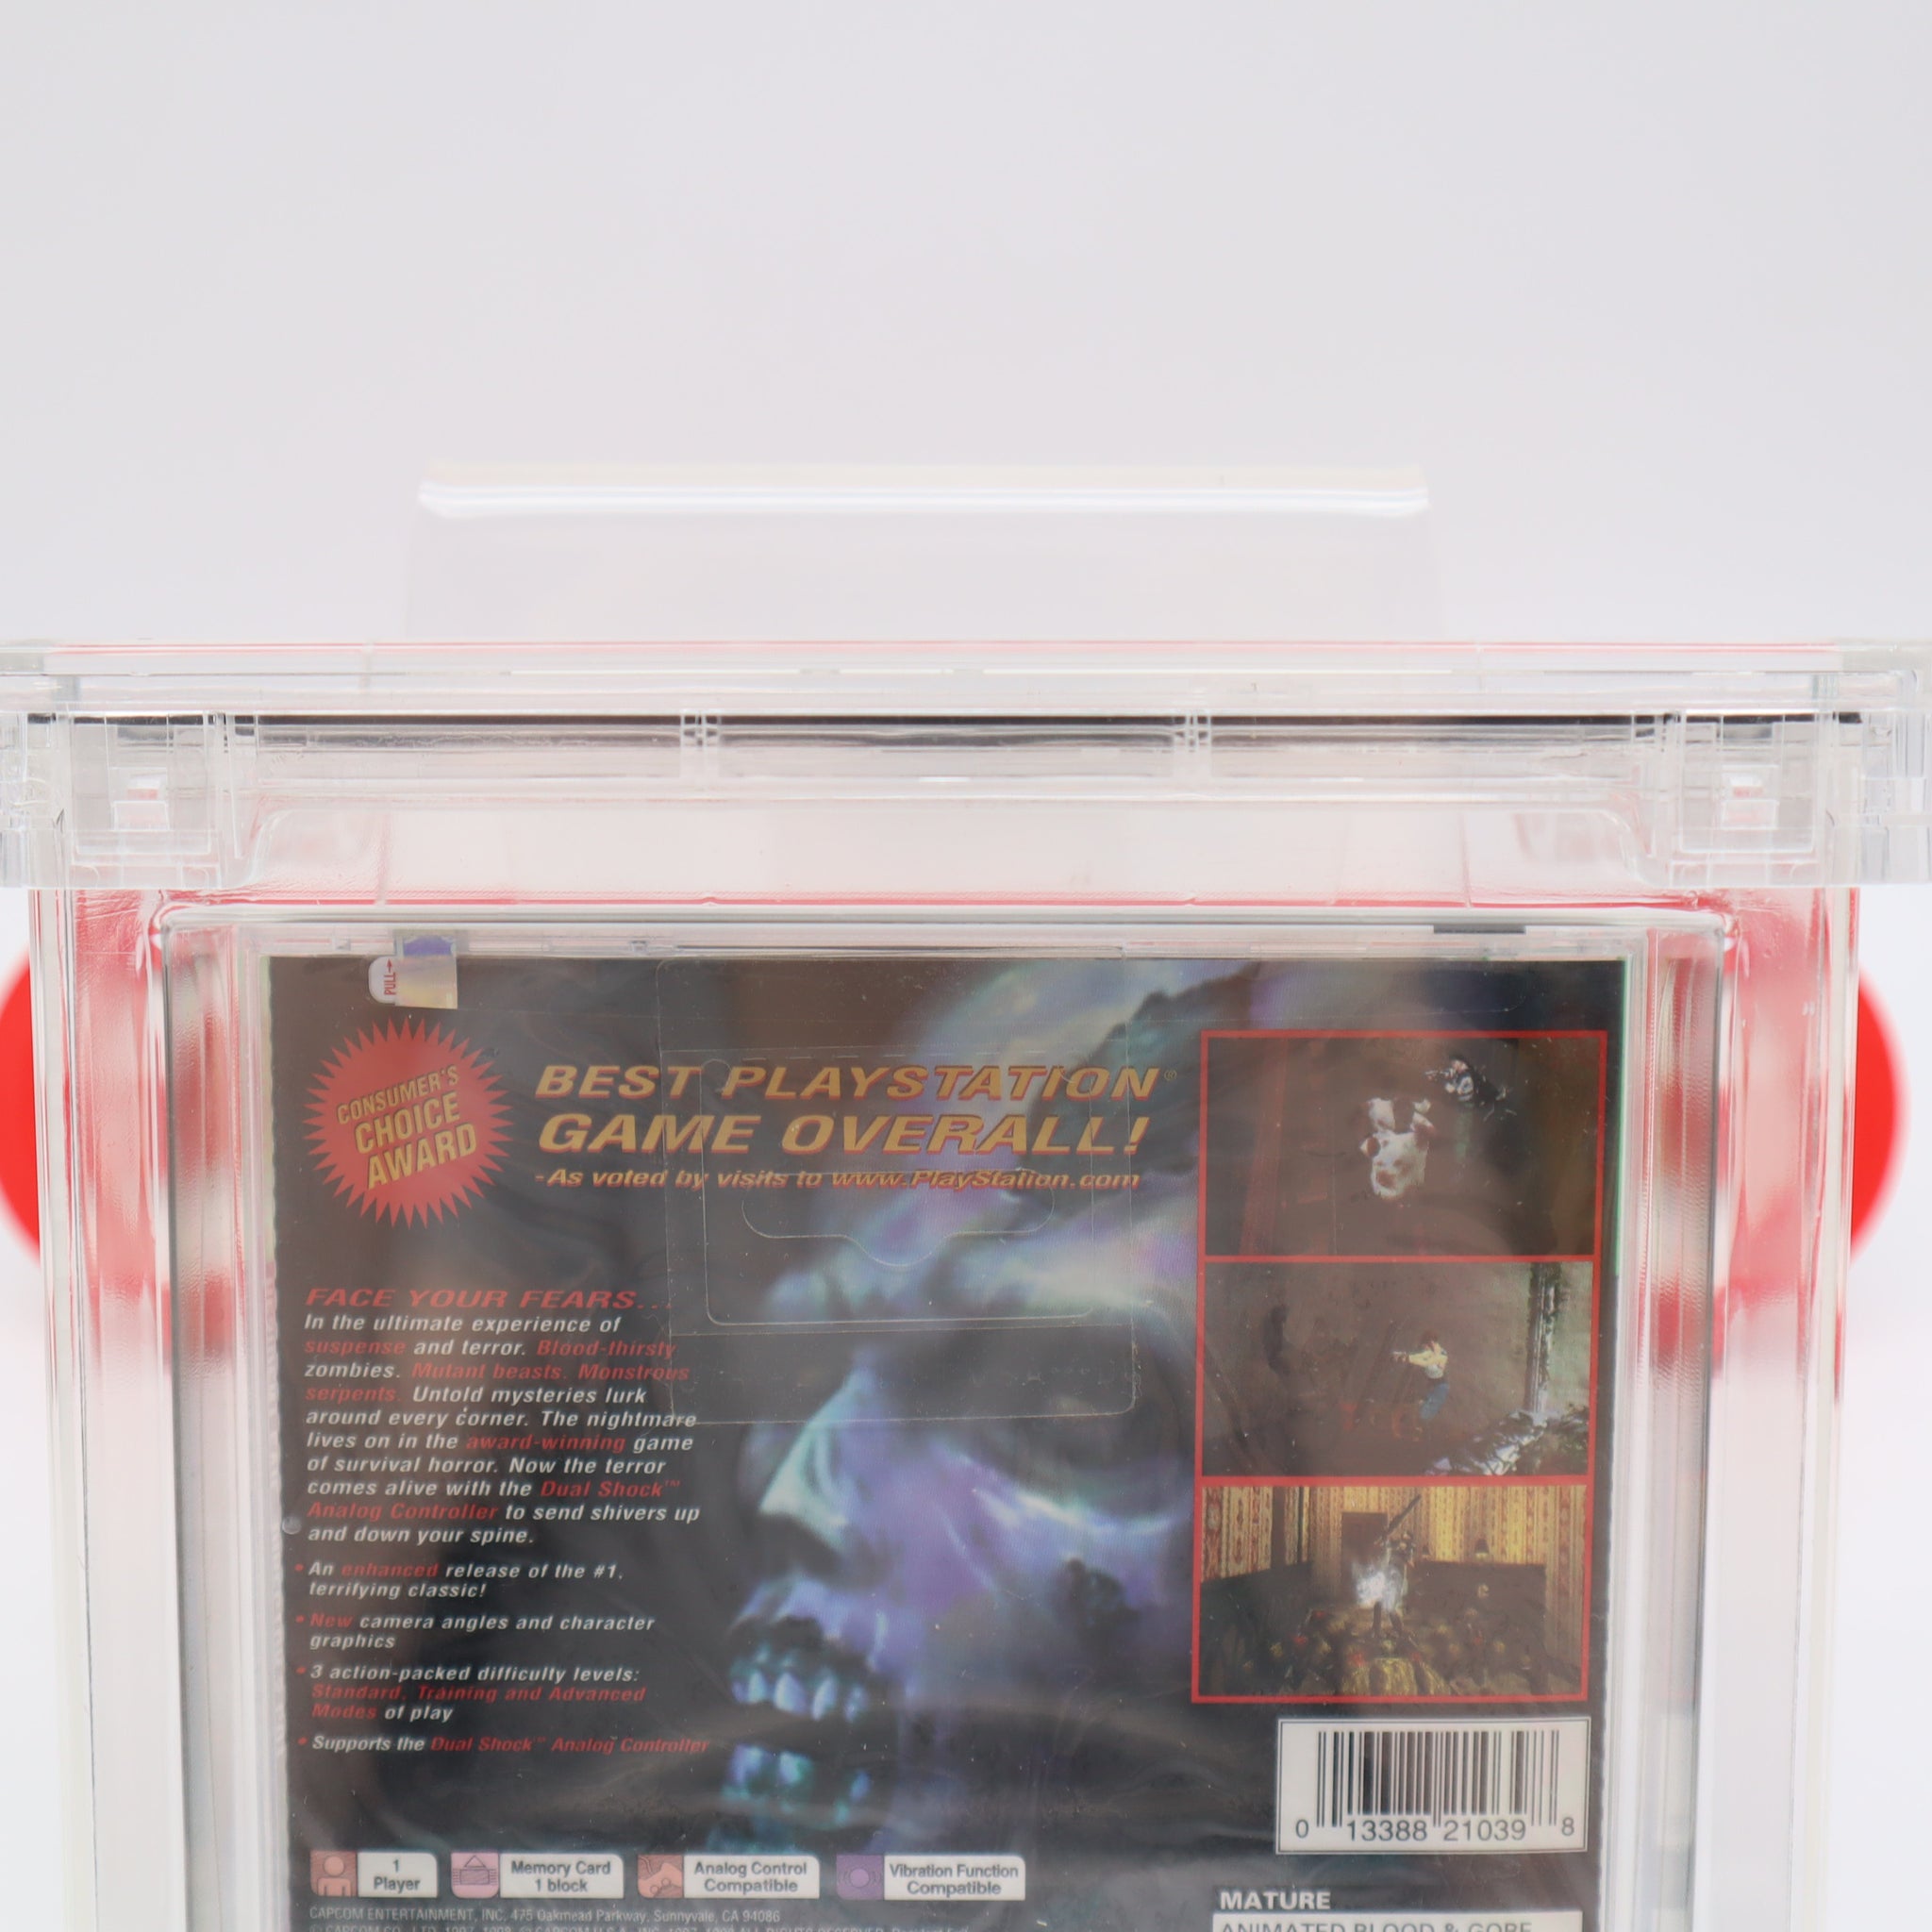 PULL→
CONSUMER'S
CHOICE
AWARD
BEST PLAYSTATION®
GAME OVERALL!
-As voted by visits to www.PlayStation.com
FACE YOUR FEARS...
In the ultimate experience of
suspense and terror. Blood-thirsty
zombies. Mutant beasts. Monstrous
serpents. Untold mysteries lurk
around every corner. The nightmare
lives on in the award-winning game
of survival horror. Now the terror
comes alive with the Dual Shock™
Analog Controller to send shivers up
and down your spine.
• An enhanced release of the #1,
terrifying classic!
• New camera angles and character
graphics
• 3 action-packed difficulty levels:
Standard, Training and Advanced
Modes of play
• Supports the Dual Shock™ Analog Controller
0 13388 21039 8
1
Player
Memory Card
1 block
Analog Control
Compatible
Vibration Function
Compatible
MATURE
ANIMATED BLOOD & GORE
CAPCOM ENTERTAINMENT, INC. 475 Oakmead Parkway, Sunnyvale, CA 94086